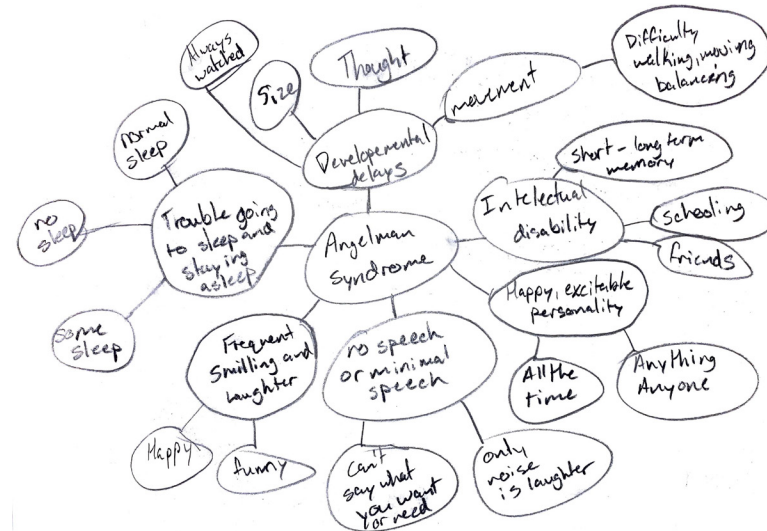 Always
watched
Size
Thought
movement
Difficulty
walking, moving
balancing
Developemental
delays
normal
sleep
no
sleep
some
sleep
Trouble going
to sleep and
staying
asleep
Angelman
Syndrome
Intelectual
disability
short-long term
memory
schooling
friends
Happy, excitable
personality
All the
time
Anything
Anyone
Frequent
Smilling and
laughter
Happy
funny
no speech
or minimal
speech
can't
say what
you want
or need
only
noise
is laughter